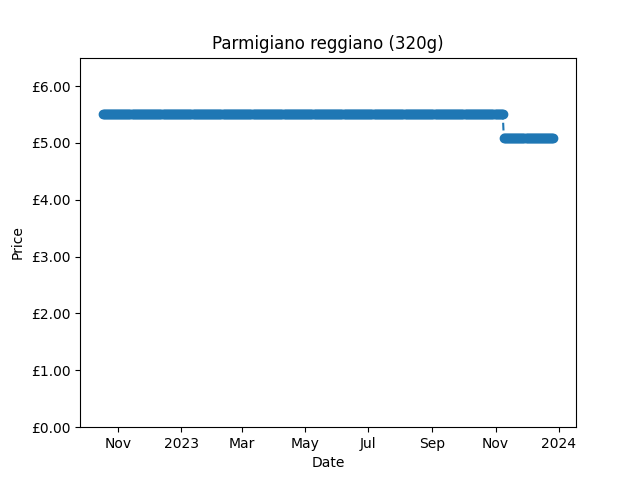 Parmigiano reggiano (320g)
£6.00
£5.00
£4.00
£3.00
£2.00
£1.00
£0.00
Price
Nov 2023 Mar May Jul Sep Nov 2024
Date